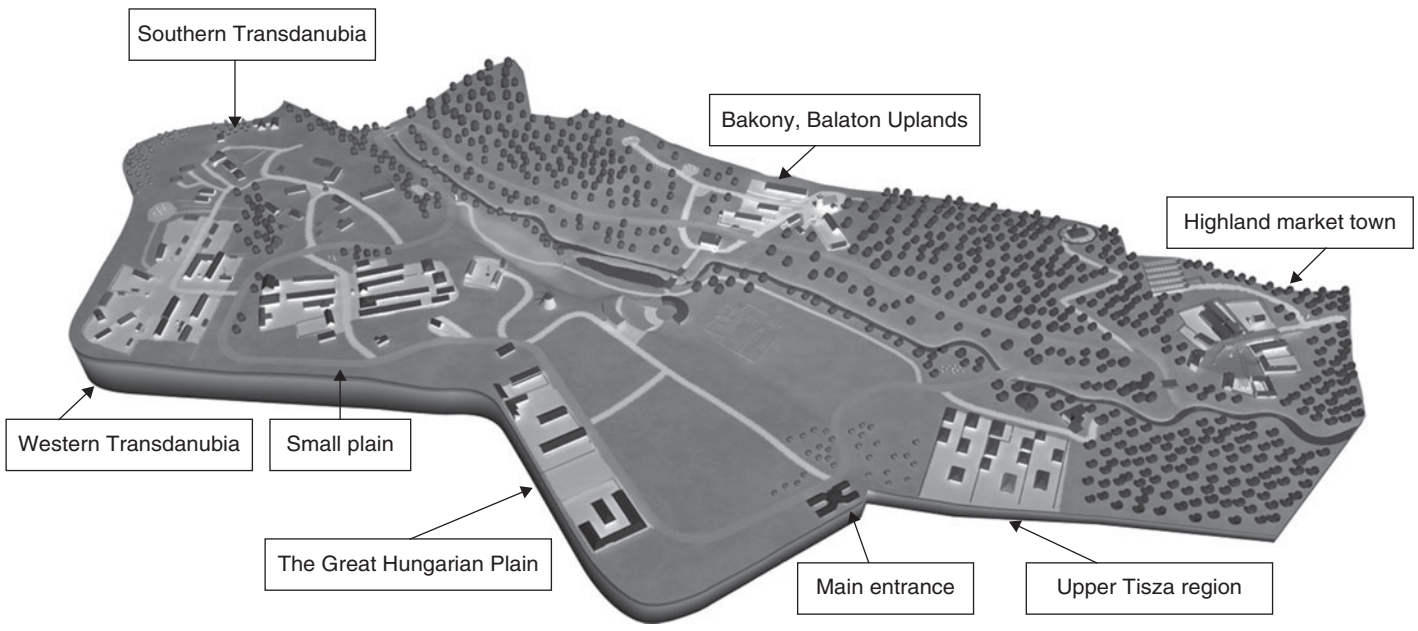 Southern Transdanubia
Bakony, Balaton Uplands
Highland market town
Western Transdanubia
Small plain
The Great Hungarian Plain
Main entrance
Upper Tisza region